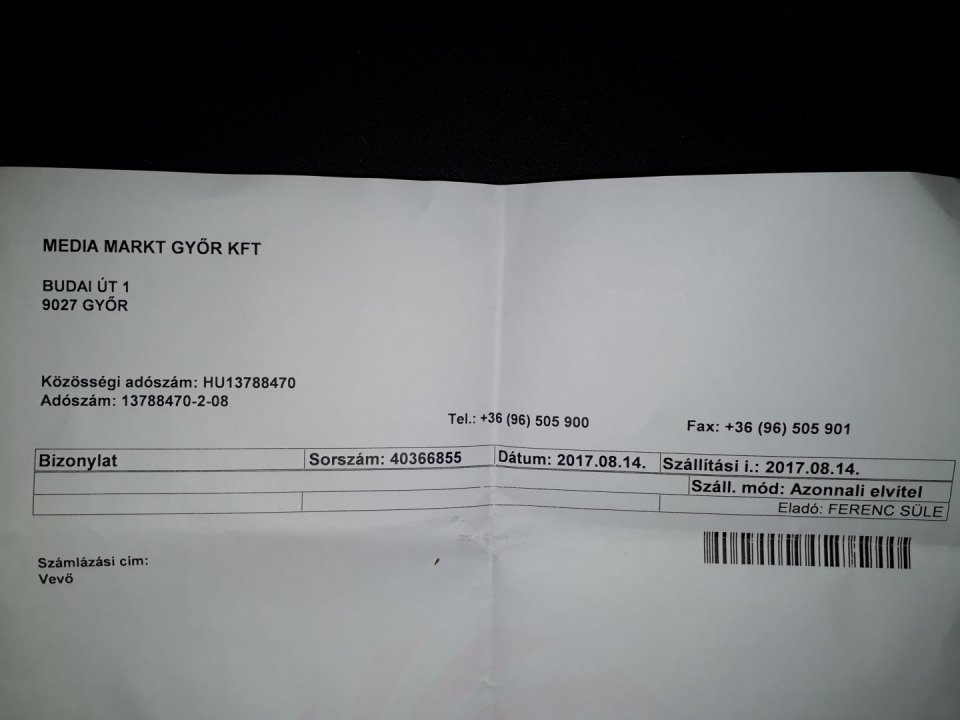 MEDIA MARKT GYŐR KFT
BUDAI ÚT 1
9027 GYŐR
Közösségi adószám: HU13788470
Adószám: 13788470-2-08
Tel.: +36 (96) 505 900 Fax: +36 (96) 505 901
Bizonylat Sorszám: 40366855 Dátum: 2017.08.14. Szállítási i.: 2017.08.14.
Száll. mód: Azonnali elvitel
Eladó: FERENC SÜLE
Számlázási cím:
Vevő